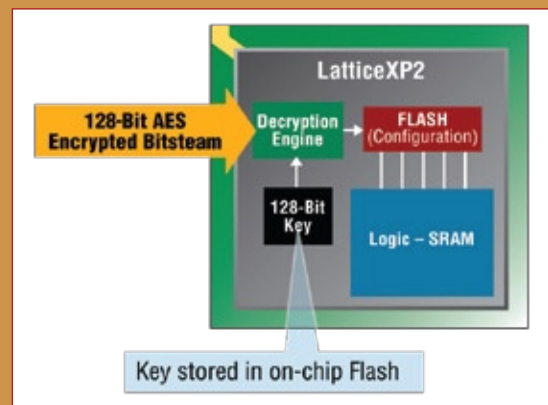 LatticeXP2
128-Bit AES
Encrypted Bitsteam
Decryption
Engine
FLASH
(Configuration)
128-Bit
Key
Logic – SRAM
Key stored in on-chip Flash